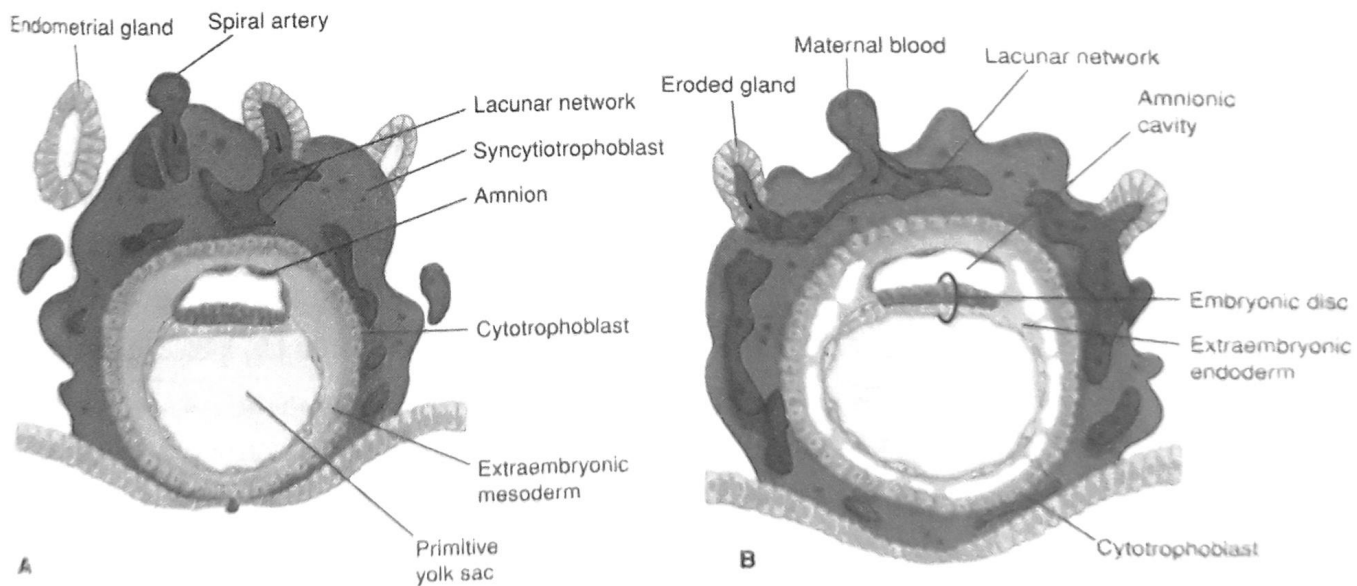 Endometrial gland
Spiral artery
Lacunar network
Syncytiotrophoblast
Amnion
Cytotrophoblast
Extraembryonic
mesoderm
Primitive
yolk sac
A
Maternal blood
Lacunar network
Eroded gland
Amnionic
cavity
Embryonic disc
Extraembryonic
endoderm
Cytotrophoblast
B